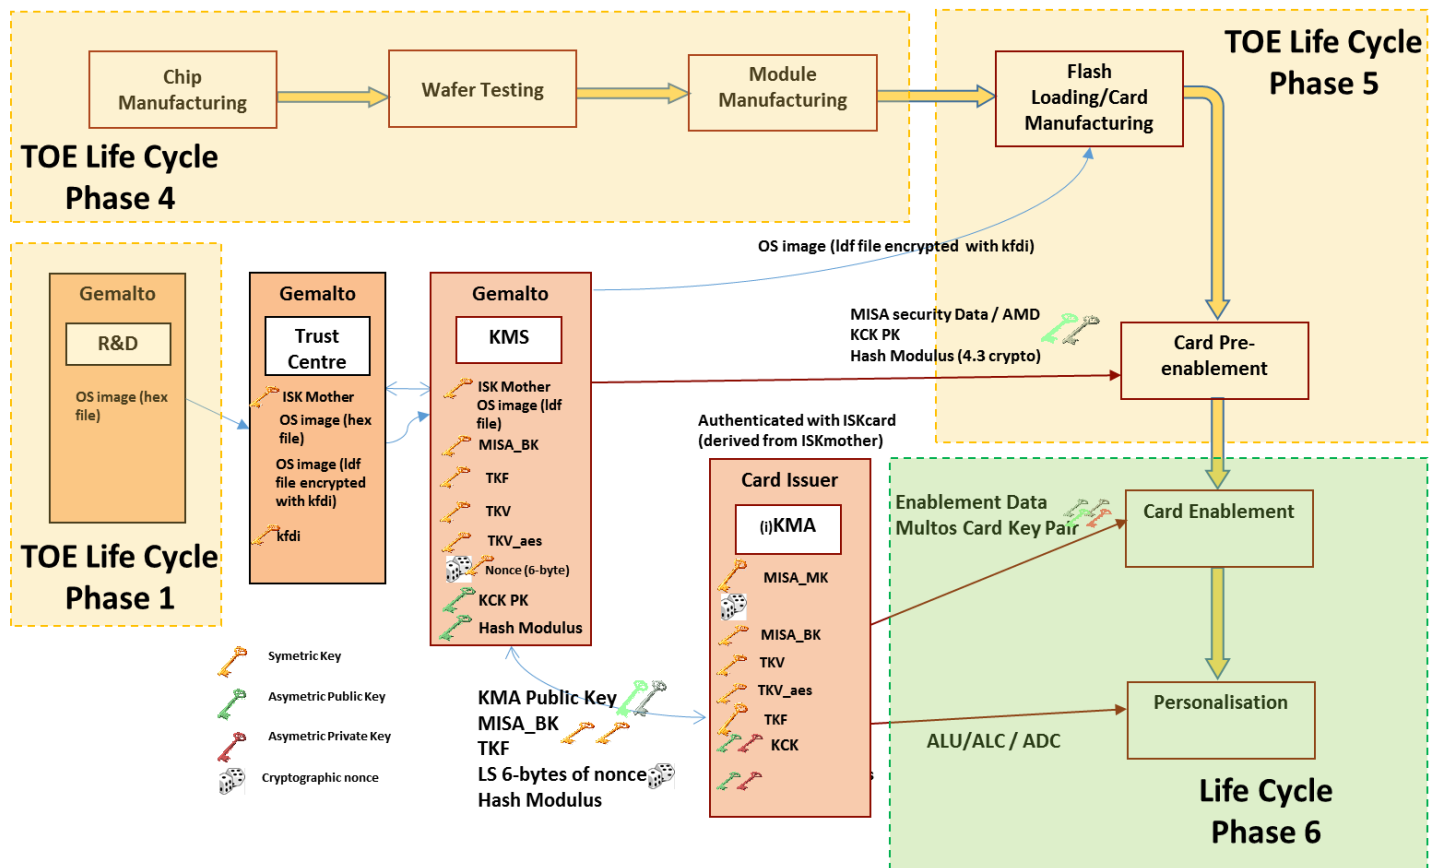 Chip
Manufacturing
Wafer Testing
Module
Manufacturing
TOE Life Cycle
Phase 4
Flash
Loading/Card
Manufacturing
TOE Life Cycle
Phase 5
OS image (ldf file encrypted with kfdi)
Gemalto
R&D
OS image (hex
file)
TOE Life Cycle
Phase 1
Gemalto
Trust
Centre
ISK Mother
OS image (hex
file)
OS image (ldf
file encrypted
with kfdi)
kfdi
Gemalto
KMS
ISK Mother
OS image (ldf
file)
MISA_BK
TKF
TKV
TKV_aes
Nonce (6-byte)
KCK PK
Hash Modulus
MISA security Data / AMD
KCK PK
Hash Modulus (4.3 crypto)
Card Pre-
enablement
Authenticated with ISKcard
(derived from ISKmother)
Card Issuer
(i)KMA
MISA_MK
MISA_BK
TKV
TKV_aes
TKF
KCK
s
Enablement Data
Multos Card Key Pair
Card Enablement
Personalisation
ALU/ALC / ADC
Life Cycle
Phase 6
Symetric Key
Asymetric Public Key
Asymetric Private Key
Cryptographic nonce
KMA Public Key
MISA_BK
TKF
LS 6-bytes of nonce
Hash Modulus